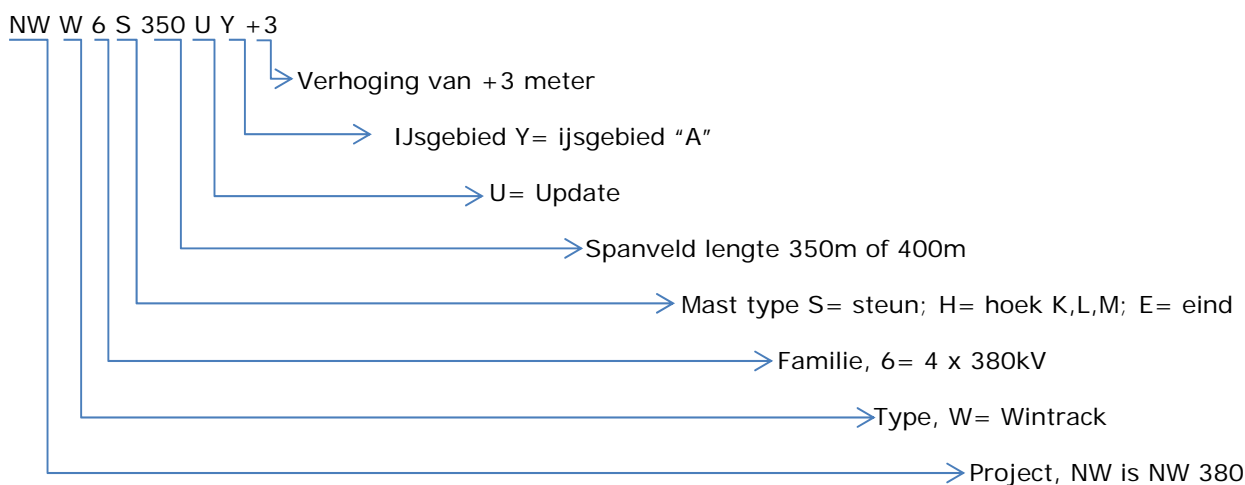 NW W 6 S 350 U Y +3
Verhoging van +3 meter
IJsgebied Y= ijsgebied “A”
U= Update
Spanveld lengte 350m of 400m
Mast type S= steun; H= hoek K,L,M; E= eind
Familie, 6= 4 x 380kV
Type, W= Wintrack
Project, NW is NW 380